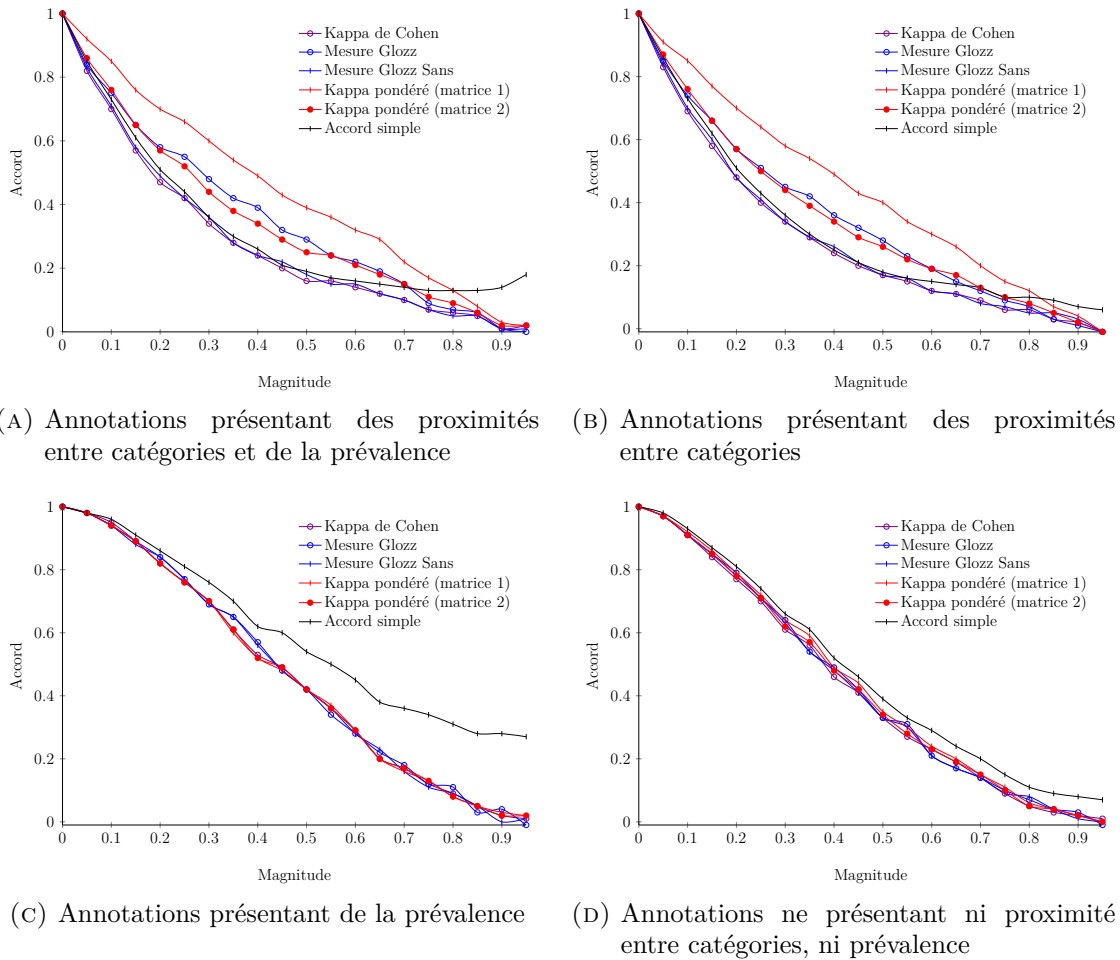 1
0.8
0.6
0.4
0.2
0
Accord
Kappa de Cohen
Mesure Glozz
Mesure Glozz Sans
Kappa pondéré (matrice 1)
Kappa pondéré (matrice 2)
Accord simple
0 0.1 0.2 0.3 0.4 0.5 0.6 0.7 0.8 0.9
Magnitude
(A) Annotations présentant des proximités
entre catégories et de la prévalence
1
0.8
0.6
0.4
0.2
0
Accord
Kappa de Cohen
Mesure Glozz
Mesure Glozz Sans
Kappa pondéré (matrice 1)
Kappa pondéré (matrice 2)
Accord simple
0 0.1 0.2 0.3 0.4 0.5 0.6 0.7 0.8 0.9
Magnitude
(B) Annotations présentant des proximités
entre catégories
1
0.8
0.6
0.4
0.2
0
Accord
Kappa de Cohen
Mesure Glozz
Mesure Glozz Sans
Kappa pondéré (matrice 1)
Kappa pondéré (matrice 2)
Accord simple
0 0.1 0.2 0.3 0.4 0.5 0.6 0.7 0.8 0.9
Magnitude
(C) Annotations présentant de la prévalence
1
0.8
0.6
0.4
0.2
0
Accord
Kappa de Cohen
Mesure Glozz
Mesure Glozz Sans
Kappa pondéré (matrice 1)
Kappa pondéré (matrice 2)
Accord simple
0 0.1 0.2 0.3 0.4 0.5 0.6 0.7 0.8 0.9
Magnitude
(D) Annotations ne présentant ni proximité
entre catégories, ni prévalence